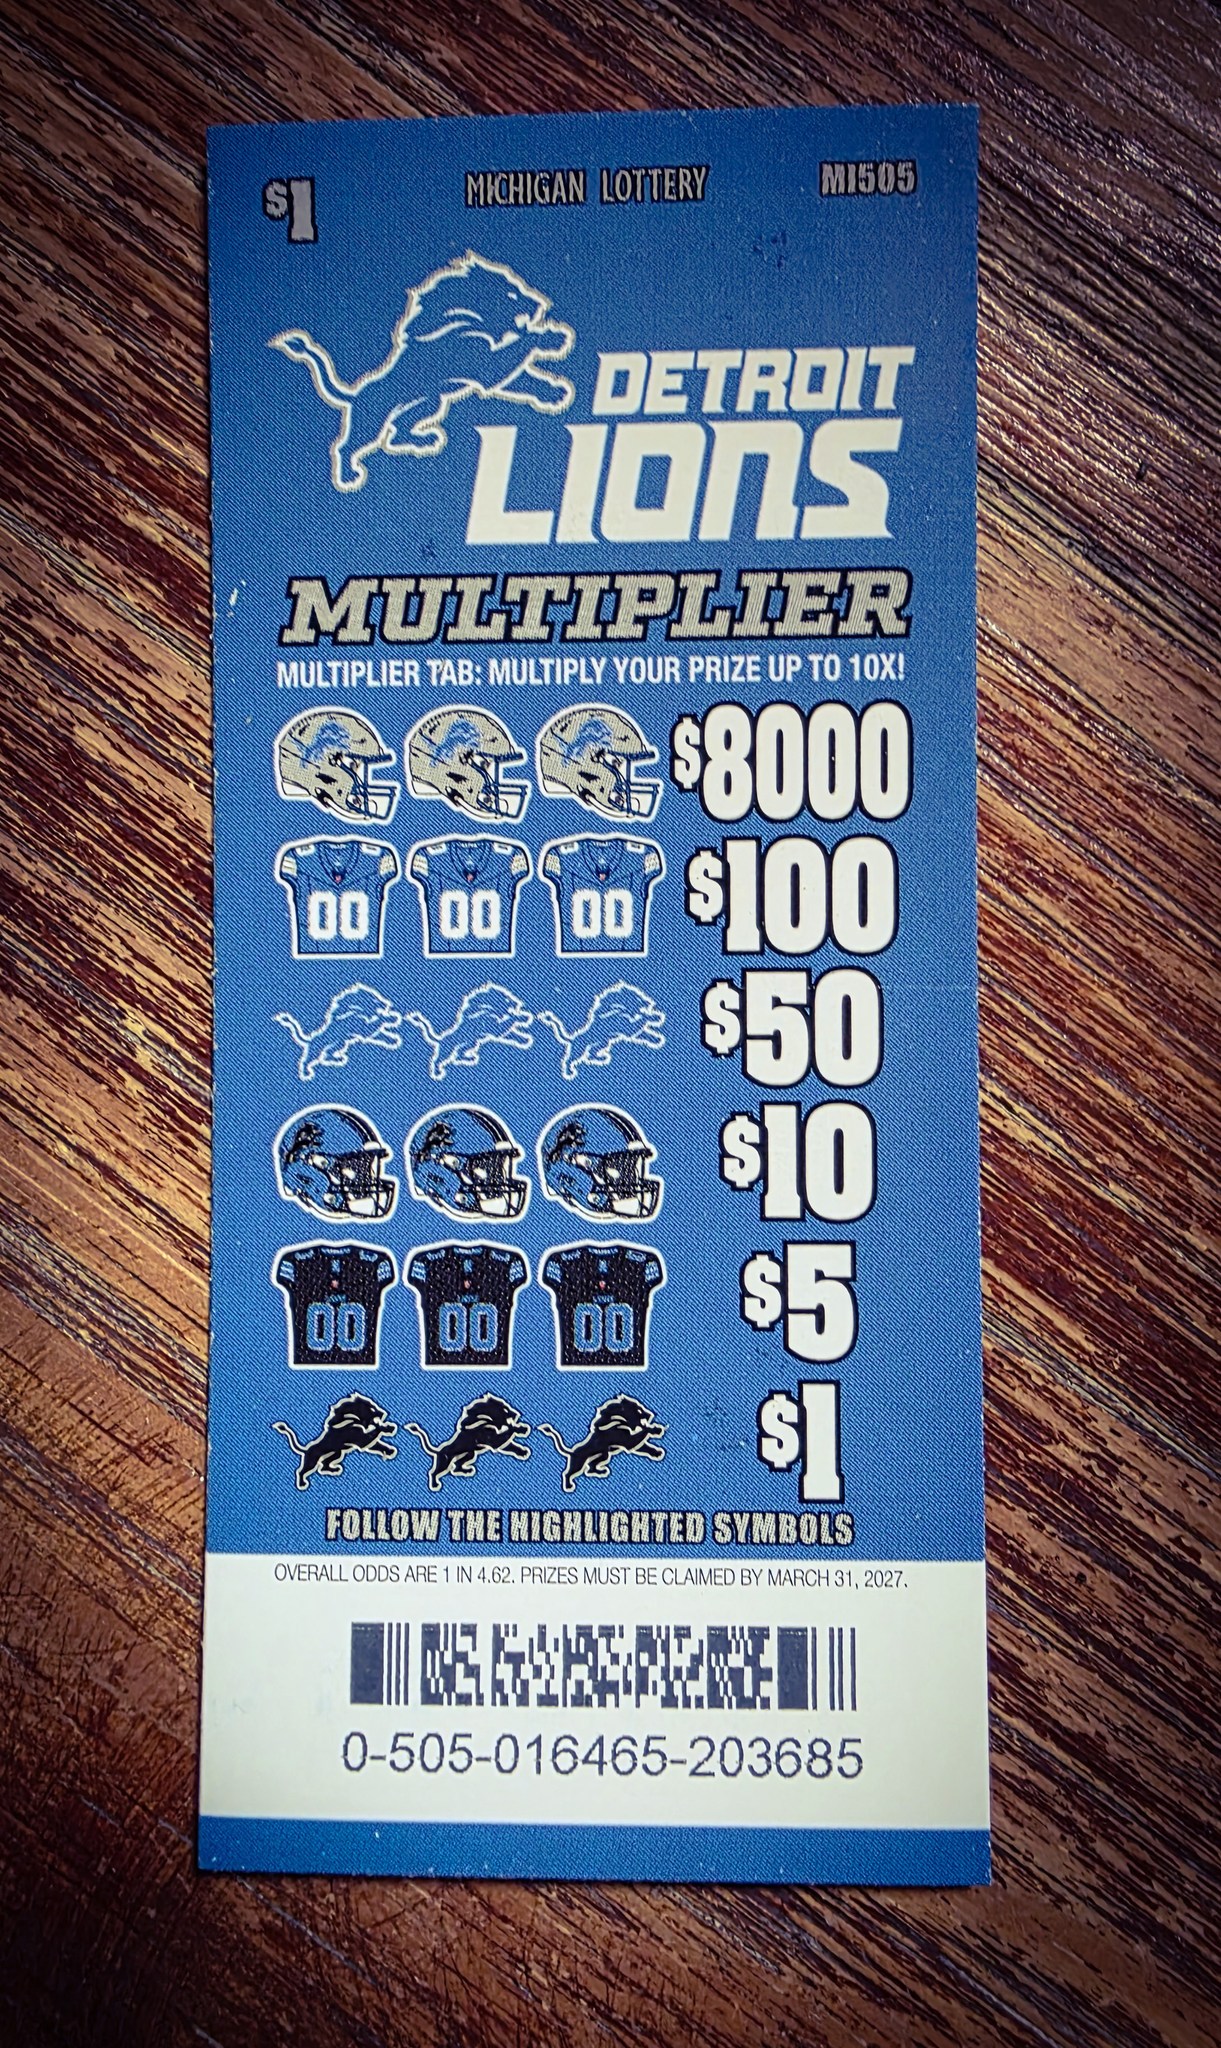 $1 MICHIGAN LOTTERY MI505
DETROIT
LIONS
MULTIPLIER
MULTIPLIER TAB: MULTIPLY YOUR PRIZE UP TO 10X!
$8000
00 00 00 $100
$50
$10
00 00 00 $5
$1
FOLLOW THE HIGHLIGHTED SYMBOLS
OVERALL ODDS ARE 1 IN 4.62. PRIZES MUST BE CLAIMED BY MARCH 31, 2027.
0-505-016465-203685